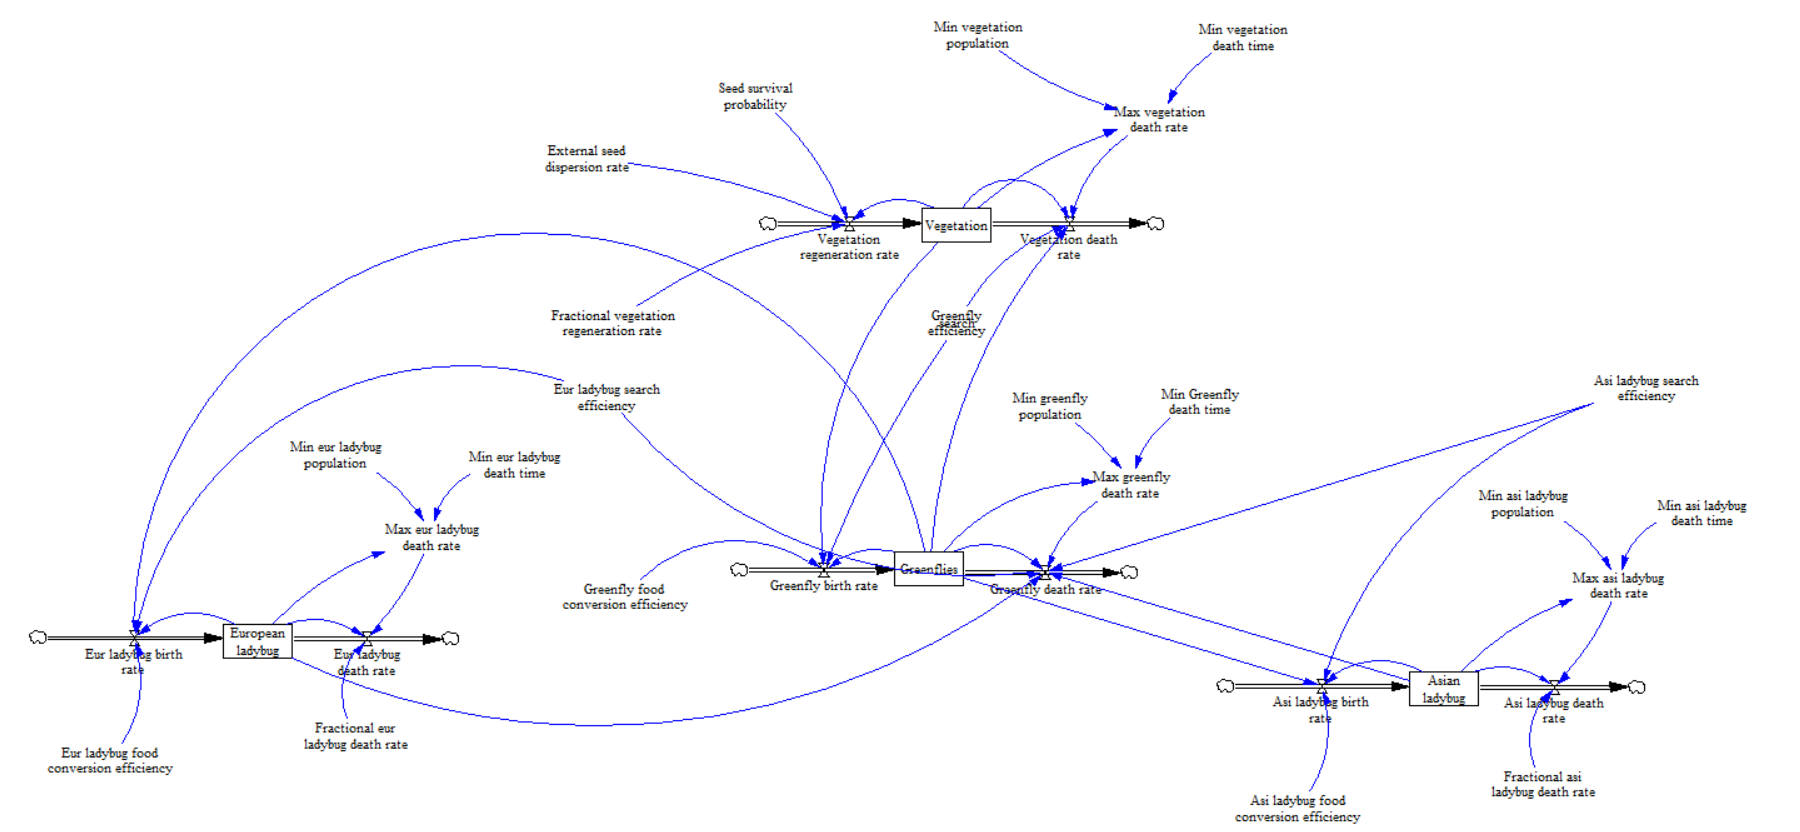 Min vegetation
population
Min vegetation
death time
Seed survival
probability
Max vegetation
death rate
External seed
dispersion rate
Vegetation
Vegetation
regeneration rate
Vegetation death
rate
Fractional vegetation
regeneration rate
Greenfly
search
efficiency
Eur ladybug search
efficiency
Asi ladybug search
efficiency
Min greenfly
population
Min Greenfly
death time
Min eur ladybug
population
Min eur ladybug
death time
Max greenfly
death rate
Min asi ladybug
population
Min asi ladybug
death time
Max eur ladybug
death rate
Greenflies
Greenfly birth rate
Greenfly death rate
Greenfly food
conversion efficiency
Max asi ladybug
death rate
European
ladybug
Eur ladybug birth
rate
Eur ladybug
death rate
Asian
ladybug
Asi ladybug birth
rate
Asi ladybug death
rate
Fractional eur
ladybug death rate
Eur ladybug food
conversion efficiency
Fractional asi
ladybug death rate
Asi ladybug food
conversion efficiency